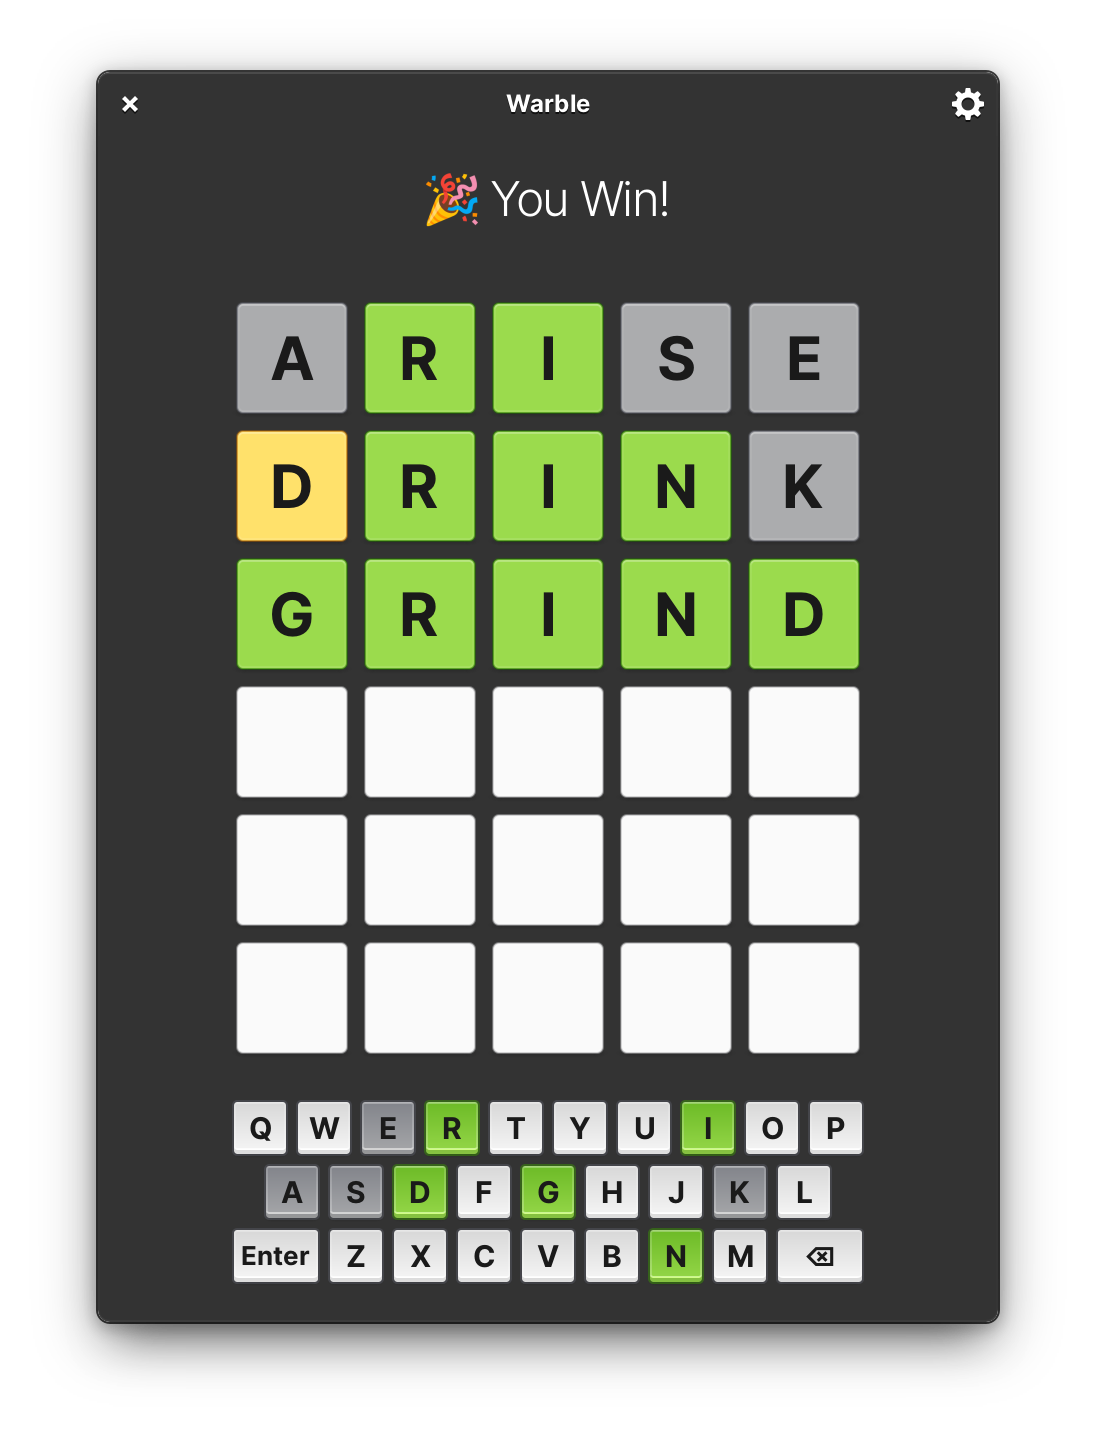 Warble
🎉 You Win!
A R I S E
D R I N K
G R I N D
Q W E R T Y U I O P
A S D F G H J K L
Enter Z X C V B N M